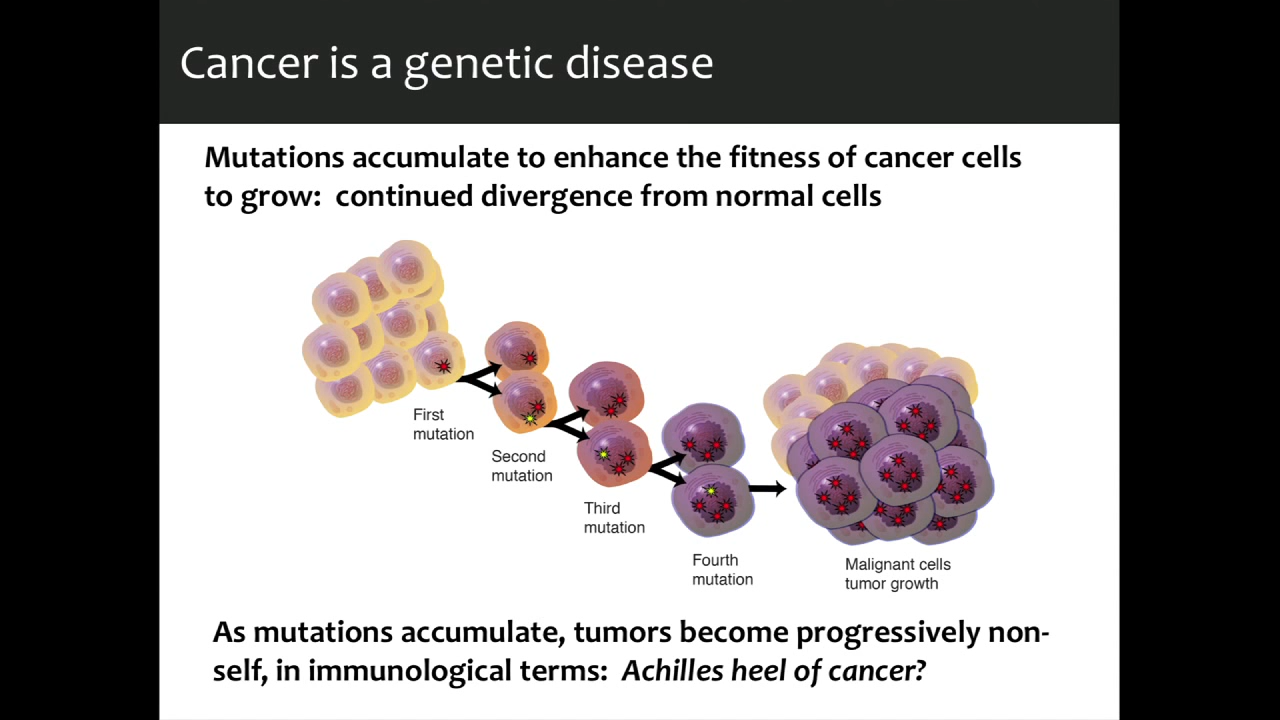 Cancer is a genetic disease
Mutations accumulate to enhance the fitness of cancer cells
to grow:  continued divergence from normal cells
First
mutation
Second
mutation
Third
mutation
Fourth
mutation
Malignant cells
tumor growth
As mutations accumulate, tumors become progressively non-
self, in immunological terms:  Achilles heel of cancer?